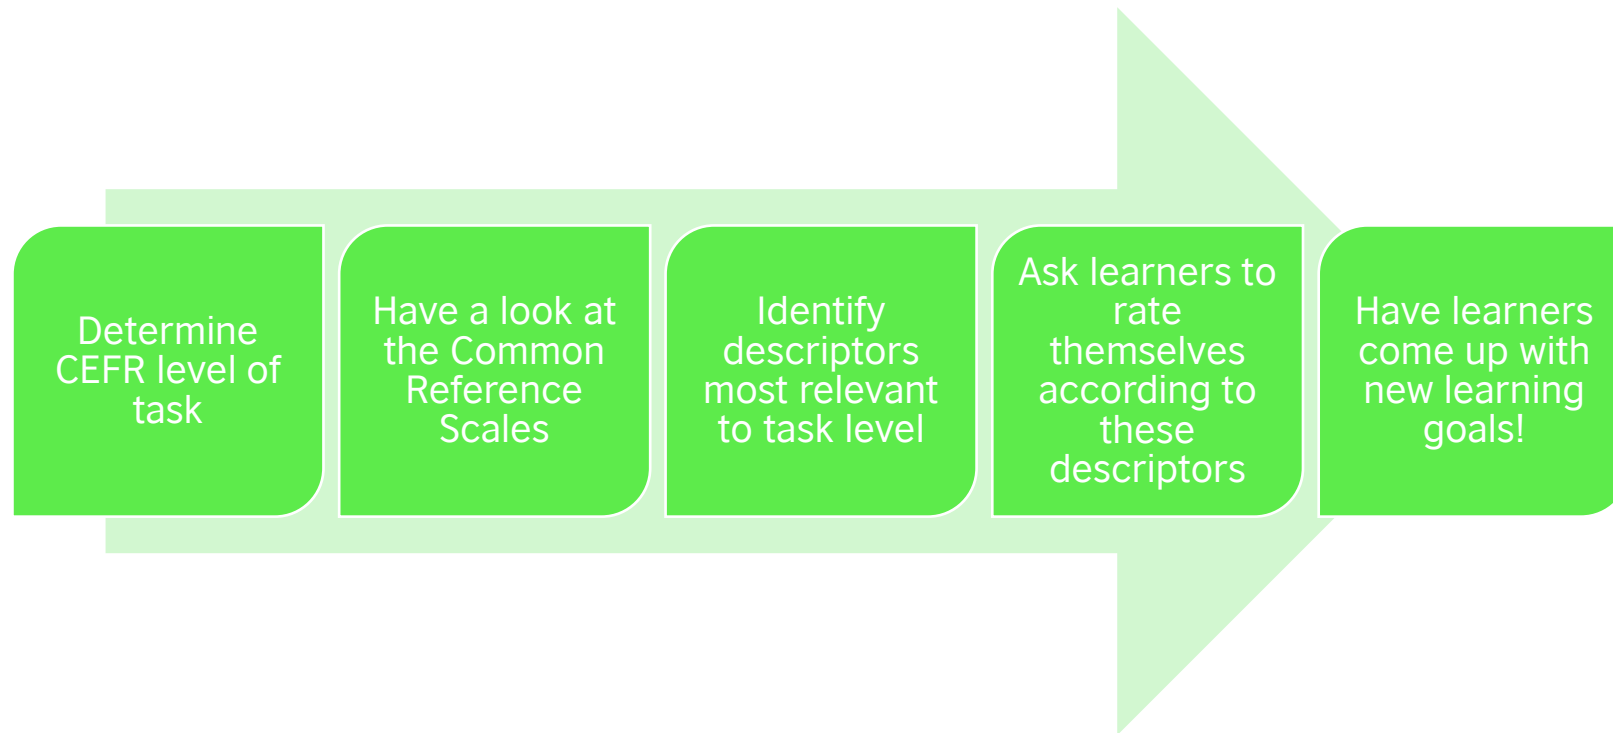 Determine
CEFR level of
task
Have a look at
the Common
Reference
Scales
Identify
descriptors
most relevant
to task level
Ask learners to
rate
themselves
according to
these
descriptors
Have learners
come up with
new learning
goals!